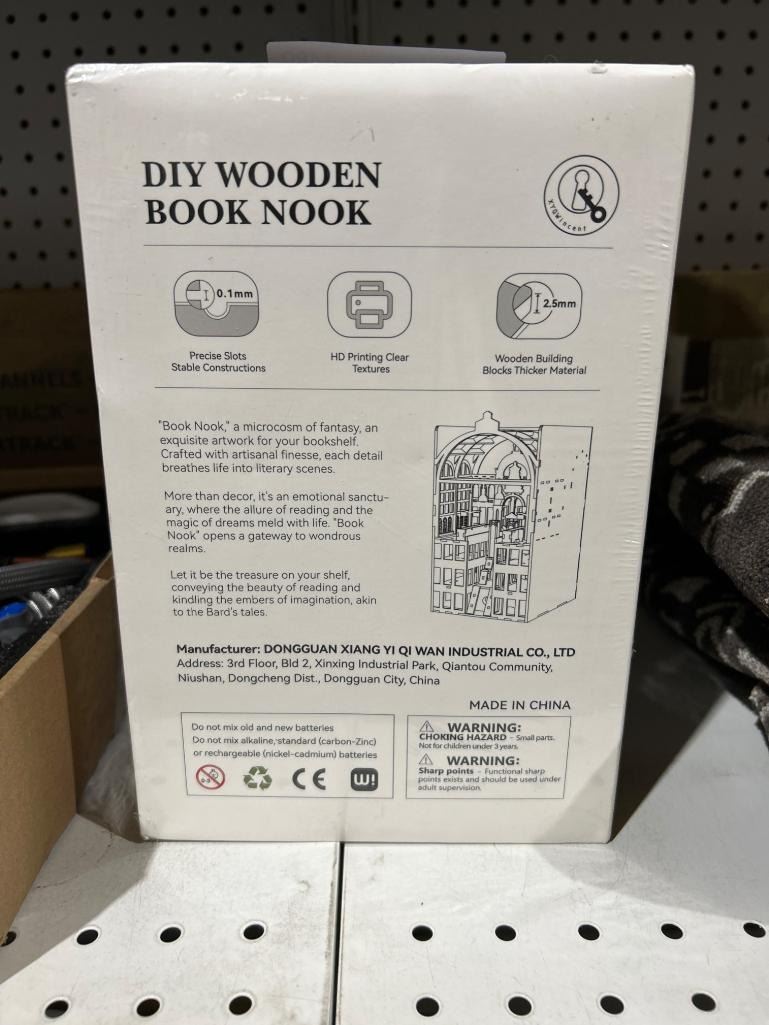 DIY WOODEN
BOOK NOOK
XYQWincent
0.1mm
2.5mm
Precise Slots
Stable Constructions
HD Printing Clear
Textures
Wooden Building
Blocks Thicker Material
"Book Nook," a microcosm of fantasy, an
exquisite artwork for your bookshelf.
Crafted with artisanal finesse, each detail
breathes life into literary scenes.
More than decor, it's an emotional sanctu-
ary, where the allure of reading and the
magic of dreams meld with life. "Book
Nook" opens a gateway to wondrous
realms.
Let it be the treasure on your shelf,
conveying the beauty of reading and
kindling the embers of imagination, akin
to the Bard's tales.
Manufacturer: DONGGUAN XIANG YI QI WAN INDUSTRIAL CO., LTD
Address: 3rd Floor, Bld 2, Xinxing Industrial Park, Qiantou Community,
Niushan, Dongcheng Dist., Dongguan City, China
MADE IN CHINA
Do not mix old and new batteries
Do not mix alkaline, standard (carbon-Zinc)
or rechargeable (nickel-cadmium) batteries
0-3
CE
W!
WARNING:
CHOKING HAZARD - Small parts.
Not for children under 3 years.
WARNING:
Sharp points - Functional sharp
points exists and should be used under
adult supervision.
ANNELS
TRACK
RTRACK